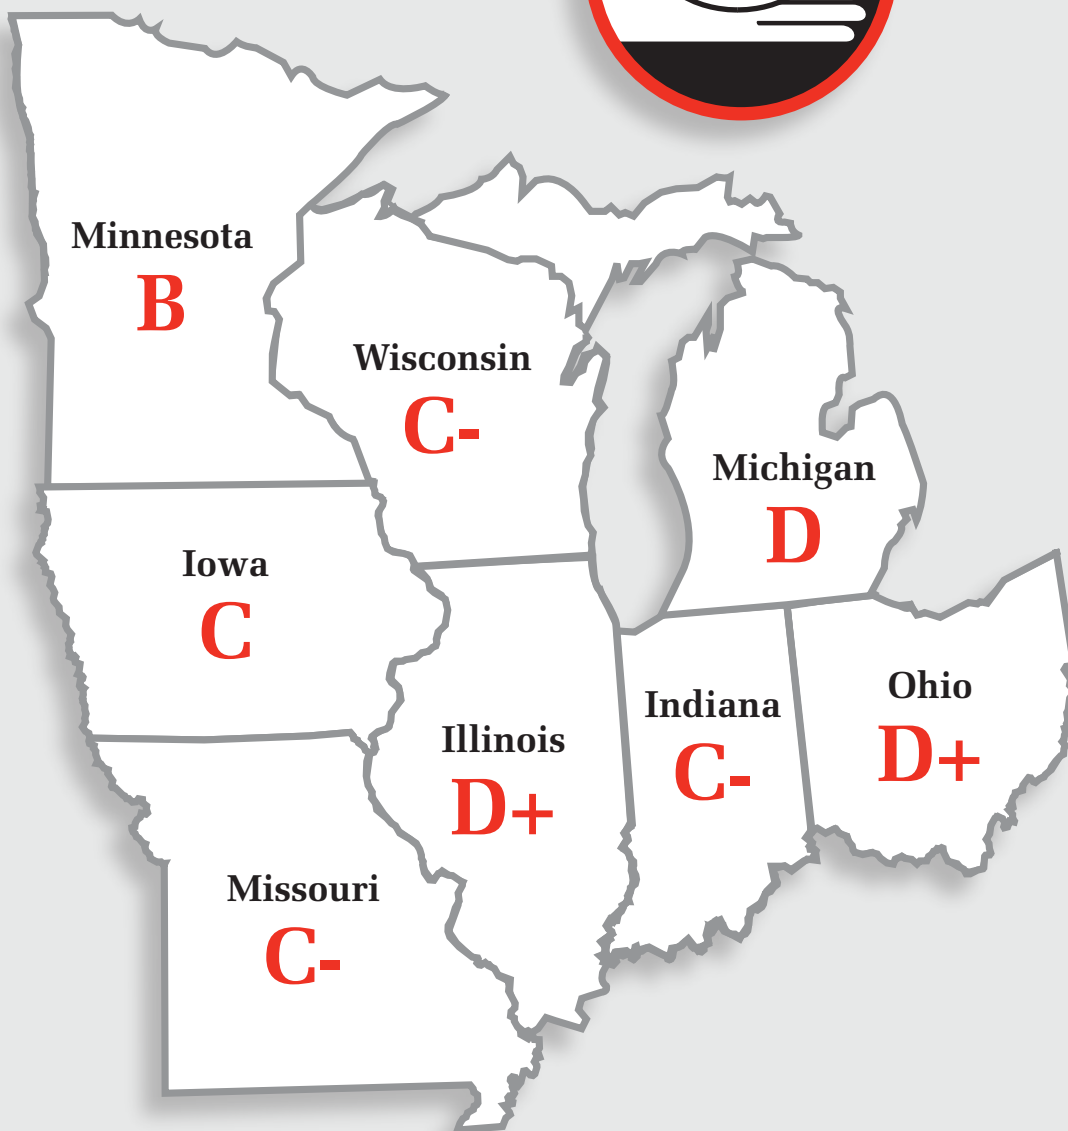 Minnesota
B
Wisconsin
C-
Michigan
D
Iowa
C
Ohio
D+
Indiana
C-
Illinois
D+
Missouri
C-